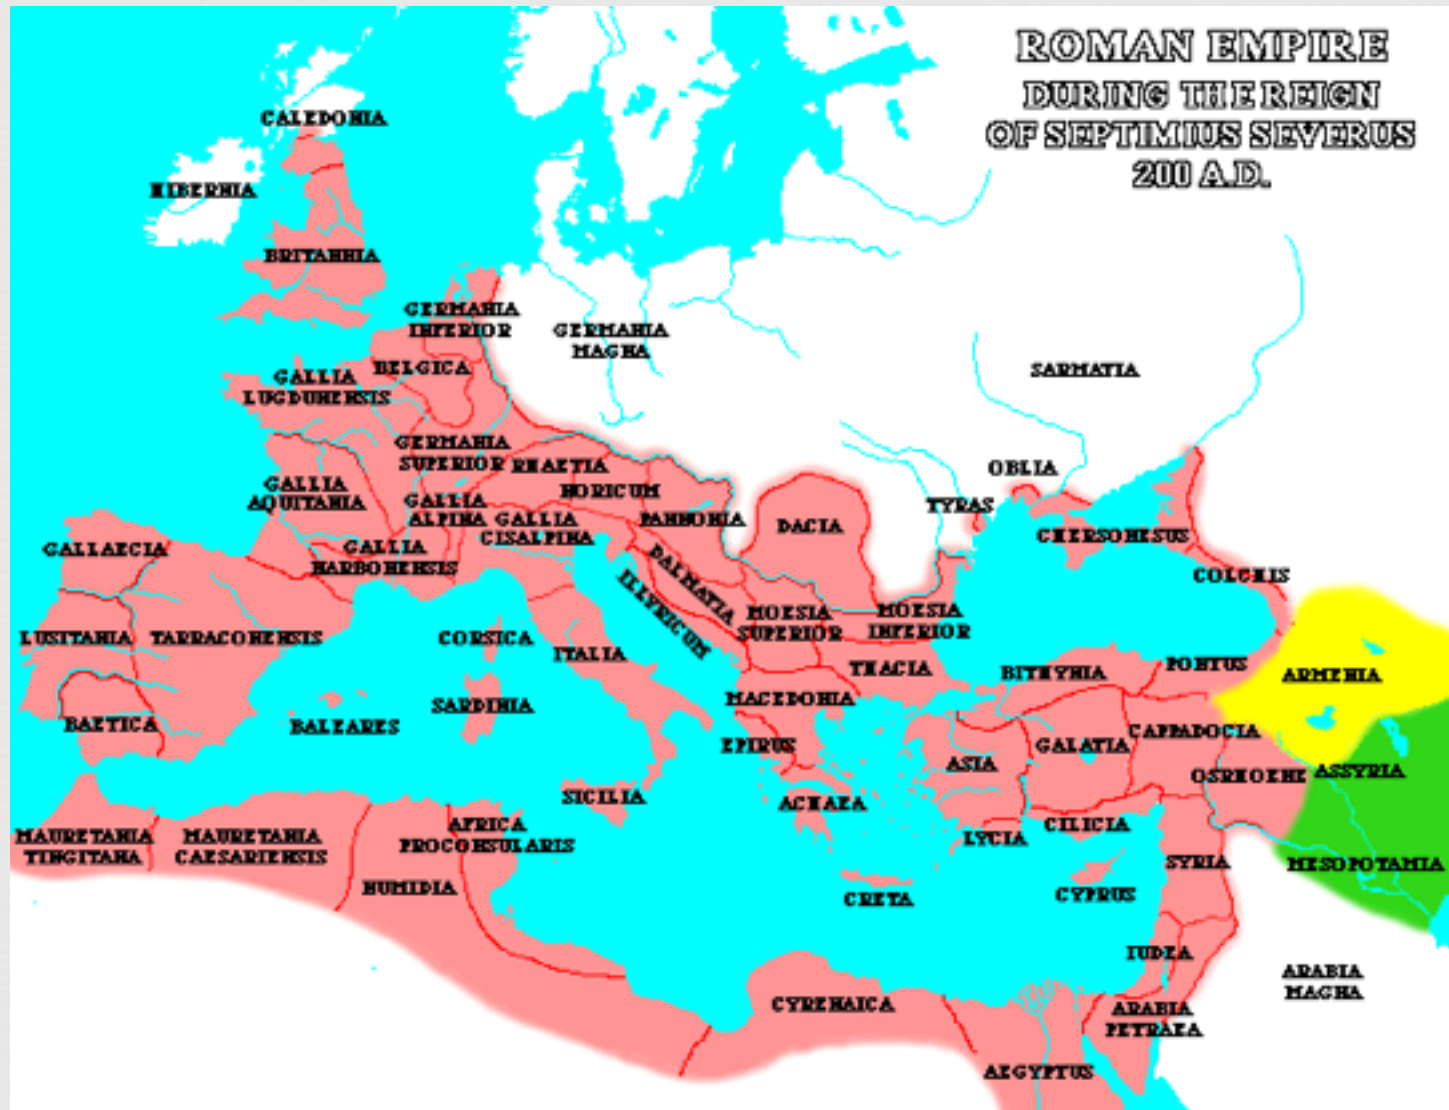 ROMAN EMPIRE
DURING THE REIGN
OF SEPTIMIUS SEVERUS
200 A.D.
CALEDONIA
HIBERNIA
BRITANNIA
GERMANIA
INFERIOR
GERMANIA
MAGNA
BELGICA
SARMATIA
GALLIA
LUGDUNENSIS
GERMANIA
SUPERIOR
RHAETIA
OBLIA
GALLIA
AQUITANIA
NORICUM
GALLIA
ALPINA
GALLIA
CISALPINA
PANNONIA
DACIA
TYRAS
CHERSONESUS
GALLAECIA
GALLIA
NARBONENSIS
DALMATIA
ILLYRICUM
COLCHIS
MOESIA
SUPERIOR
MOESIA
INFERIOR
LUSITANIA
TARRACONENSIS
CORSICA
ITALIA
THACIA
BITHYNIA
PONTUS
ARMENIA
MACEDONIA
SARDINIA
BAETICA
BALEARES
EPIRUS
ASIA
GALATIA
CAPPADOCIA
OSRHOENE
ASSYRIA
SICILIA
ACHAEA
MAURETANIA
TINGITANA
MAURETANIA
CAESARIENSIS
AFRICA
PROCONSULARIS
LYCIA
CILICIA
SYRIA
MESOPOTAMIA
NUMIDIA
CRETA
CYPRUS
IUDEA
ARABIA
MAGNA
CYRENAICA
ARABIA
PETRAEA
AEGYPTUS